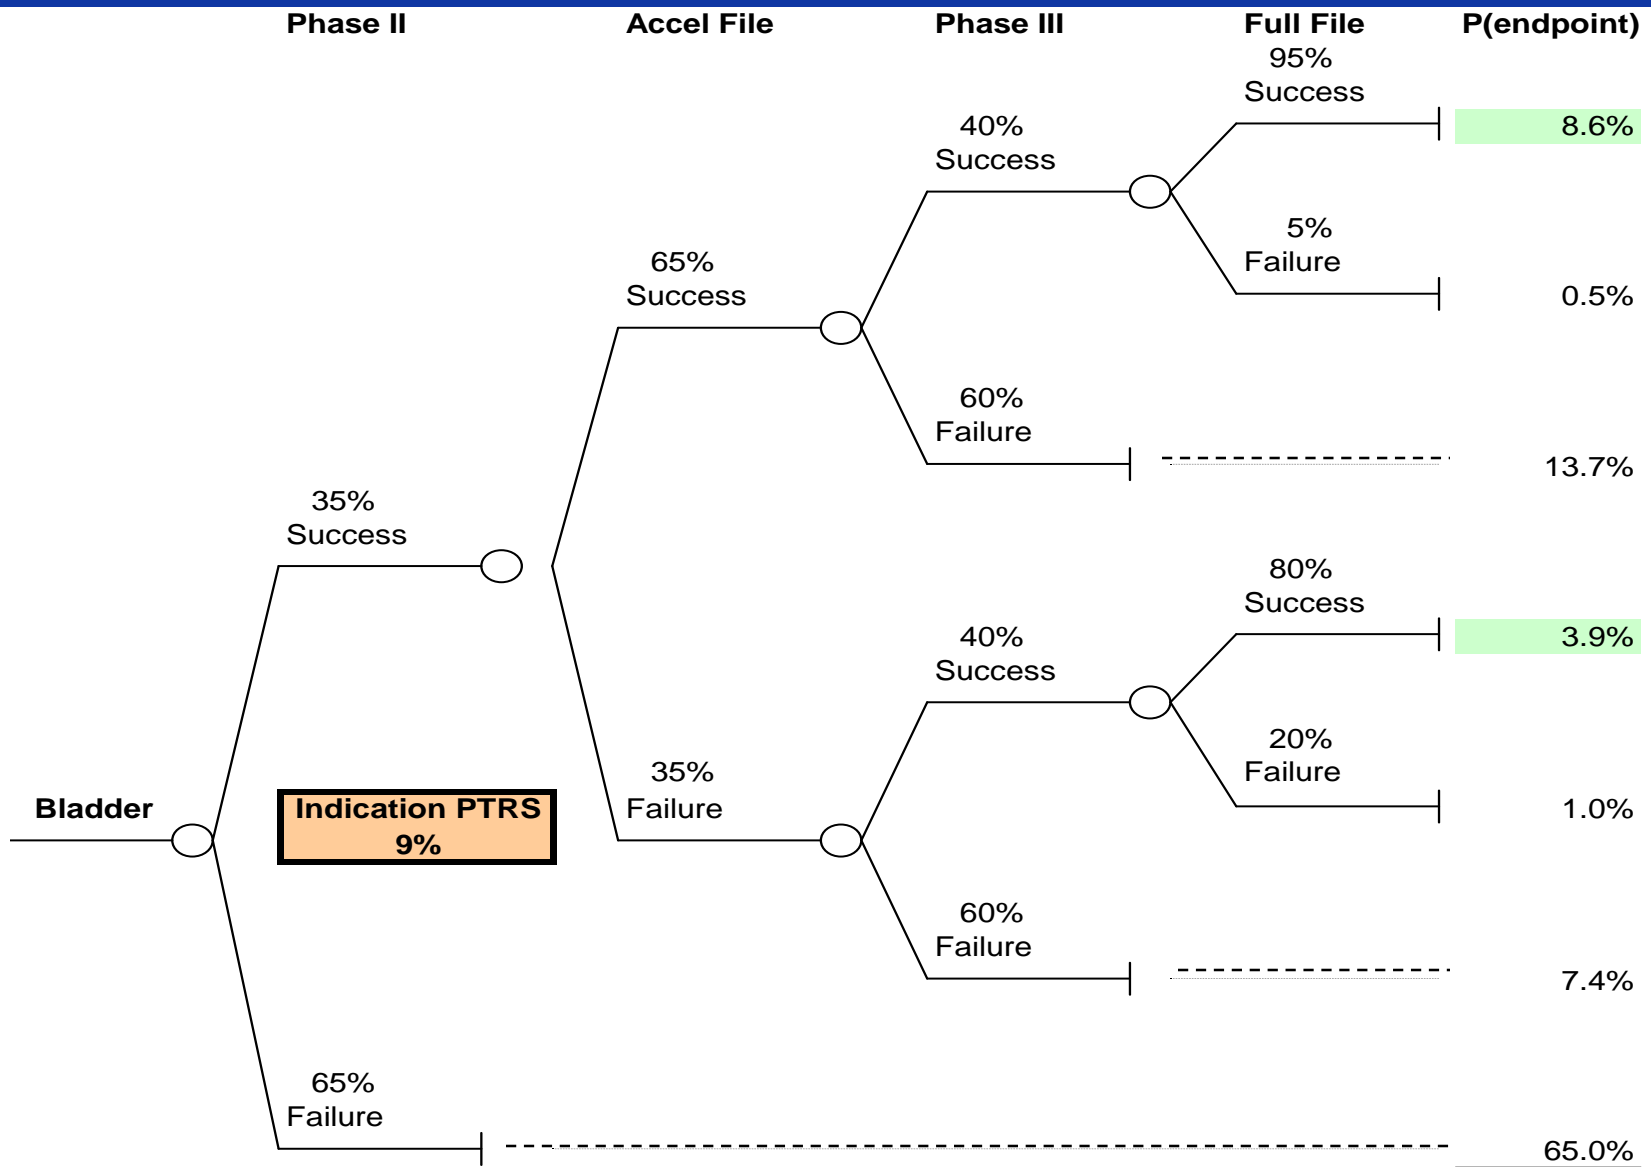 Phase II Accel File Phase III Full File P(endpoint)
95%
Success
8.6%
40%
Success
5%
Failure
0.5%
65%
Success
60%
Failure
13.7%
35%
Success
80%
Success
3.9%
40%
Success
20%
Failure
1.0%
35%
Failure
Bladder
Indication PTRS
9%
60%
Failure
7.4%
65%
Failure
65.0%